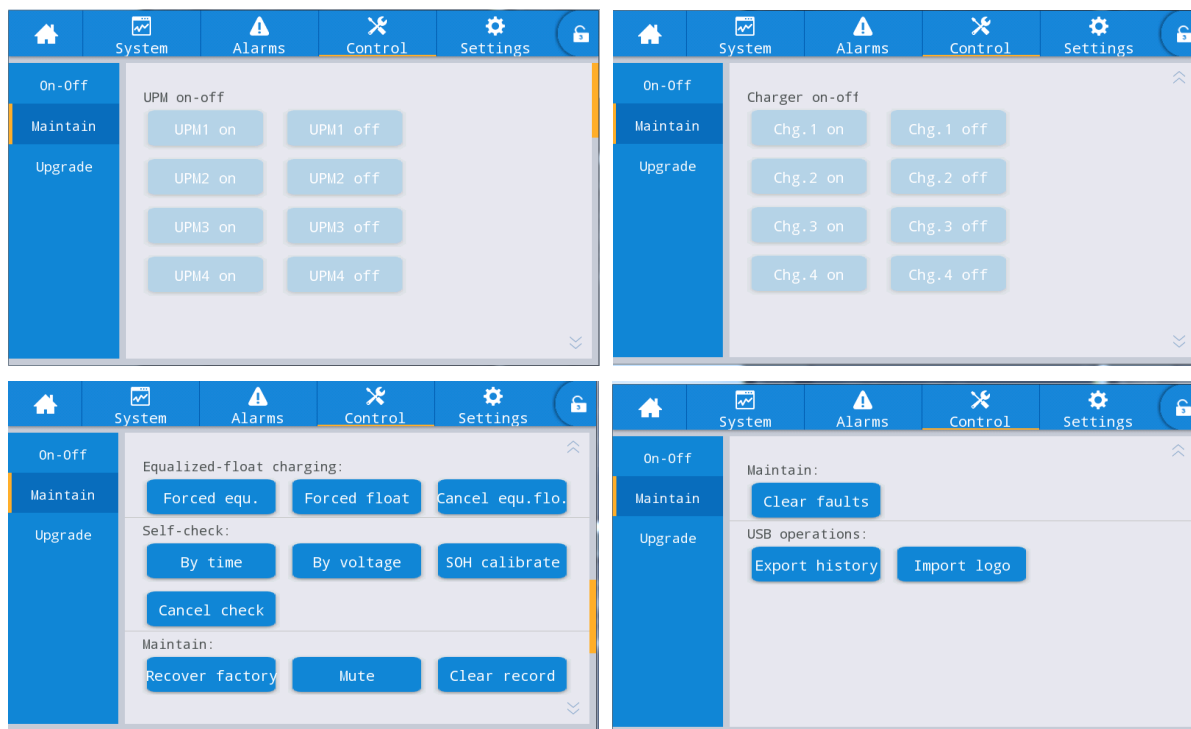 System Alarms Control Settings 3
On-Off
Maintain
Upgrade
UPM on-off
UPM1 on UPM1 off
UPM2 on UPM2 off
UPM3 on UPM3 off
UPM4 on UPM4 off
System Alarms Control Settings 3
On-Off
Maintain
Upgrade
Charger on-off
Chg.1 on Chg.1 off
Chg.2 on Chg.2 off
Chg.3 on Chg.3 off
Chg.4 on Chg.4 off
System Alarms Control Settings 3
On-Off
Maintain
Upgrade
Equalized-float charging:
Forced equ. Forced float Cancel equ.flo.
Self-check:
By time By voltage SOH calibrate
Cancel check
Maintain:
Recover factory Mute Clear record
System Alarms Control Settings 3
On-Off
Maintain
Upgrade
Maintain:
Clear faults
USB operations:
Export history Import logo